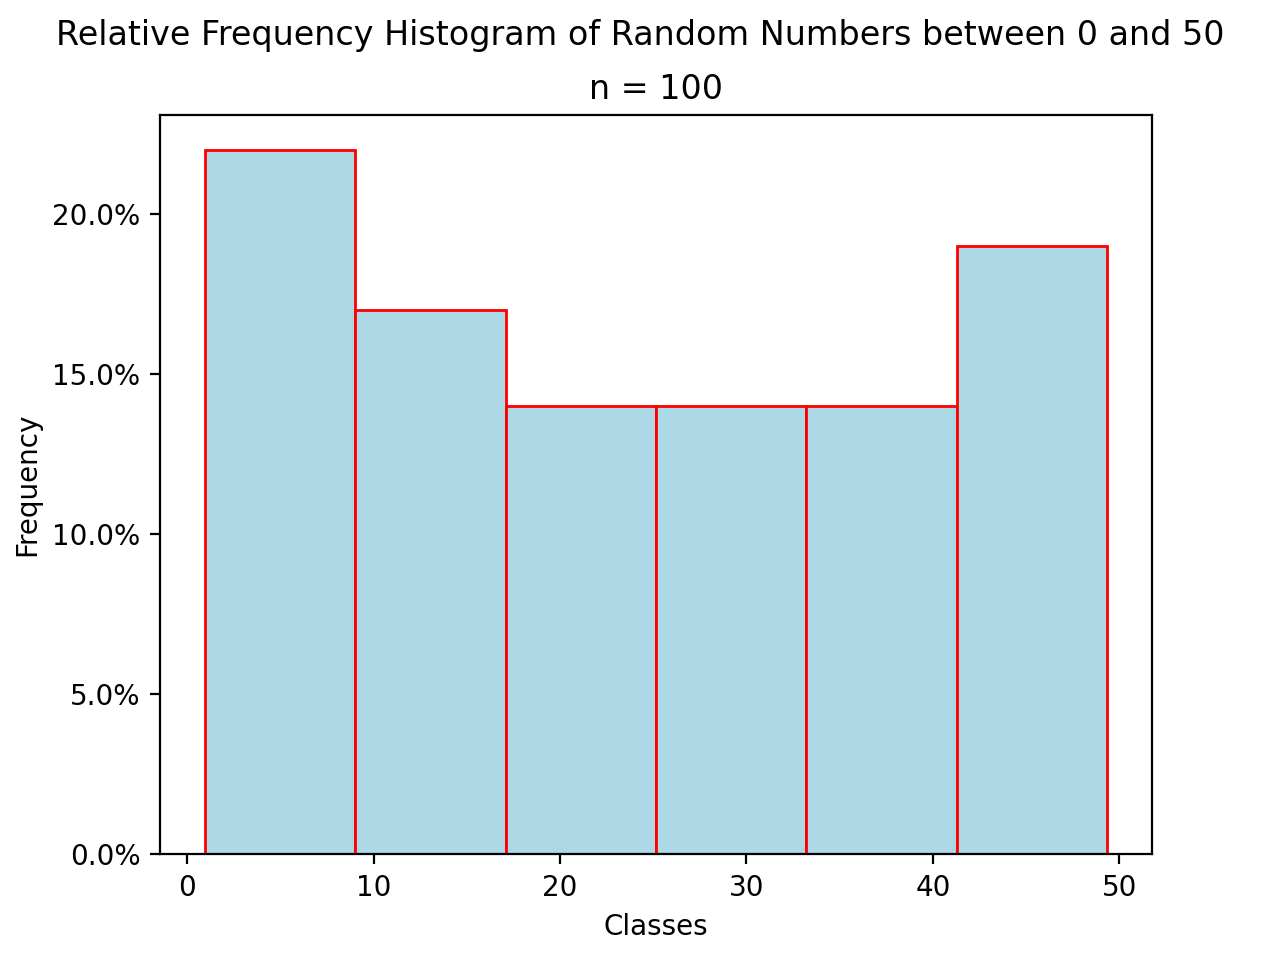 Relative Frequency Histogram of Random Numbers between 0 and 50
n = 100
20.0%
15.0%
10.0%
5.0%
0.0%
Frequency
0 10 20 30 40 50
Classes